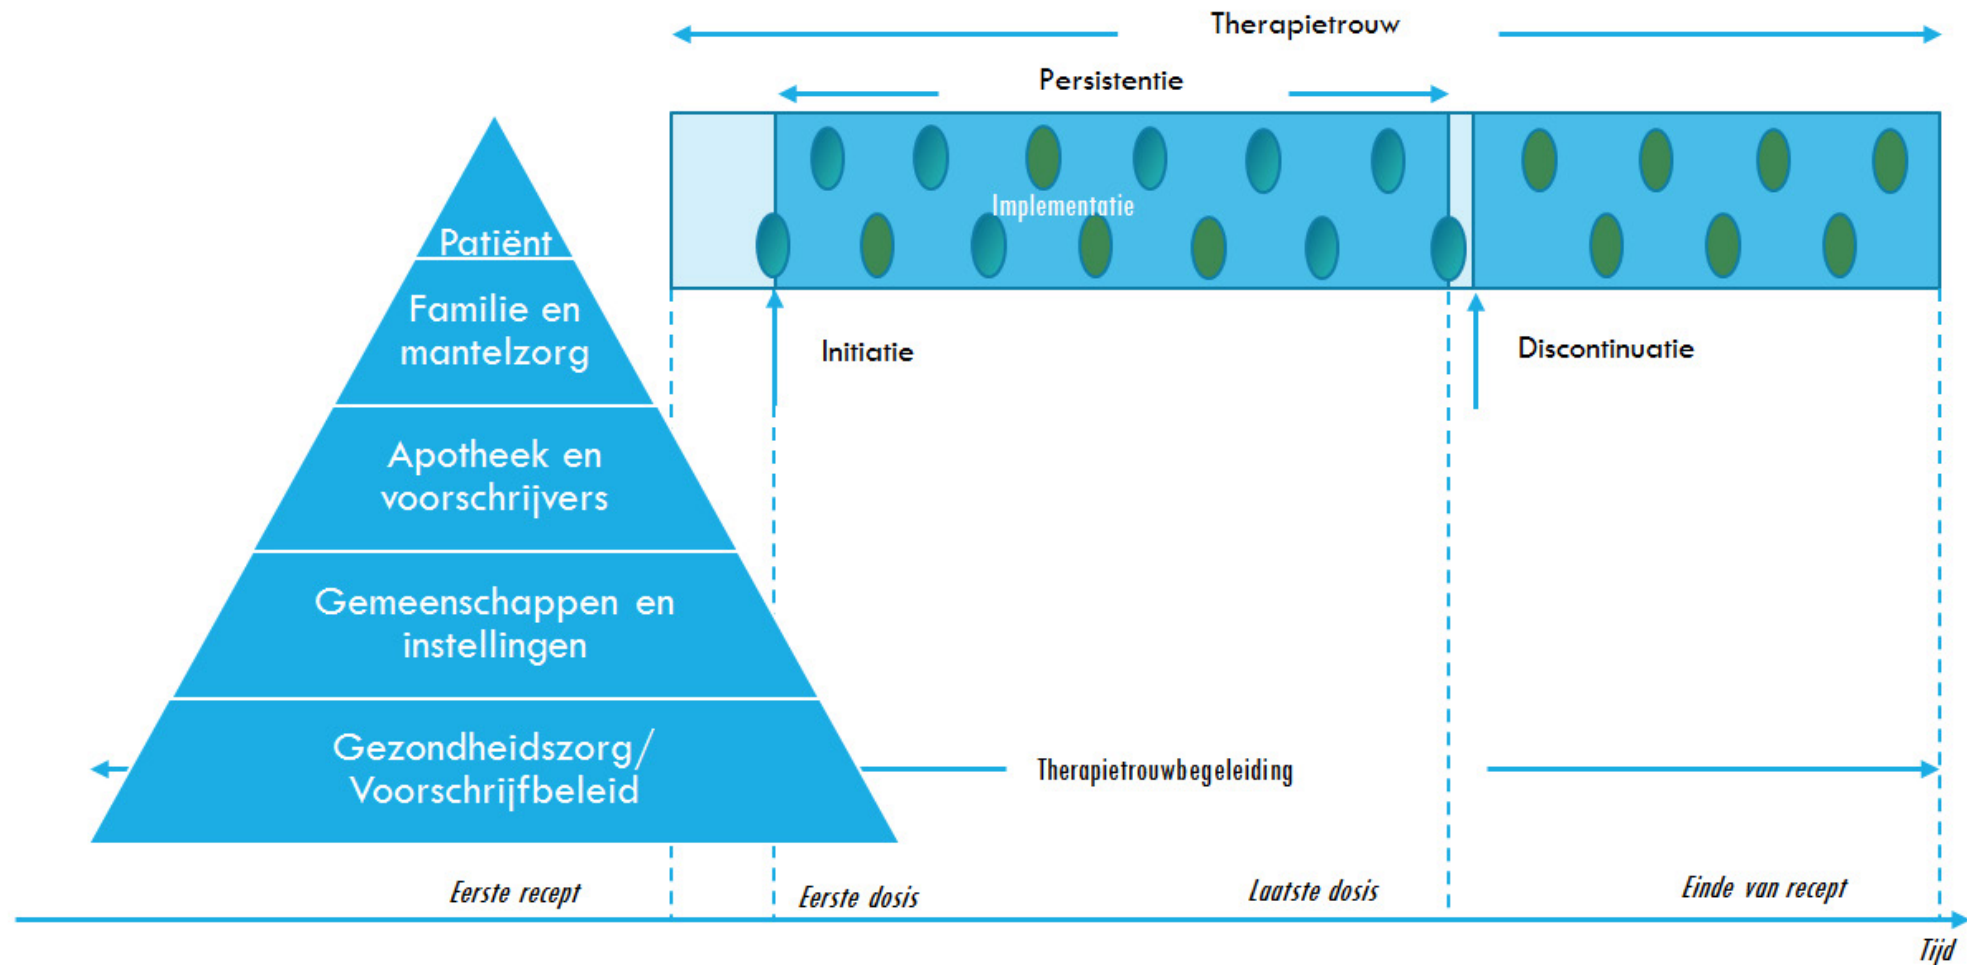 Therapietrouw
Persistentie
Implementatie
Initiatie
Discontinuatie
Patiënt
Familie en
mantelzorg
Apotheek en
voorschrijvers
Gemeenschappen en
instellingen
Gezondheidszorg/
Voorschrijfbeleid
Therapietrouwbegeleiding
Eerste recept
Eerste dosis
Laatste dosis
Einde van recept
Tijd